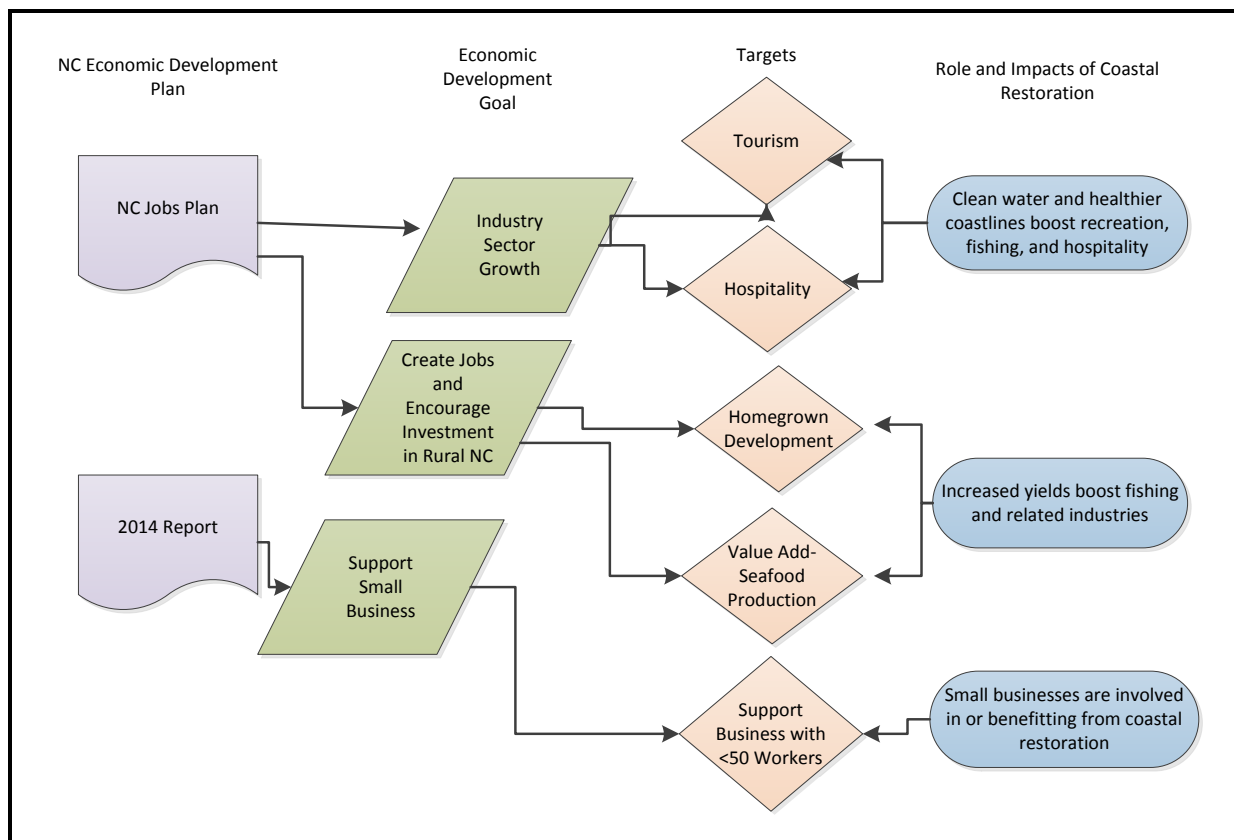 NC Economic Development
Plan
Economic
Development
Goal
Targets
Role and Impacts of Coastal
Restoration
NC Jobs Plan
Industry
Sector
Growth
Tourism
Hospitality
Clean water and healthier
coastlines boost recreation,
fishing, and hospitality
Create Jobs
and
Encourage
Investment
in Rural NC
Homegrown
Development
Value Add-
Seafood
Production
Increased yields boost fishing
and related industries
2014 Report
Support
Small
Business
Support
Business with
<50 Workers
Small businesses are involved
in or benefitting from coastal
restoration